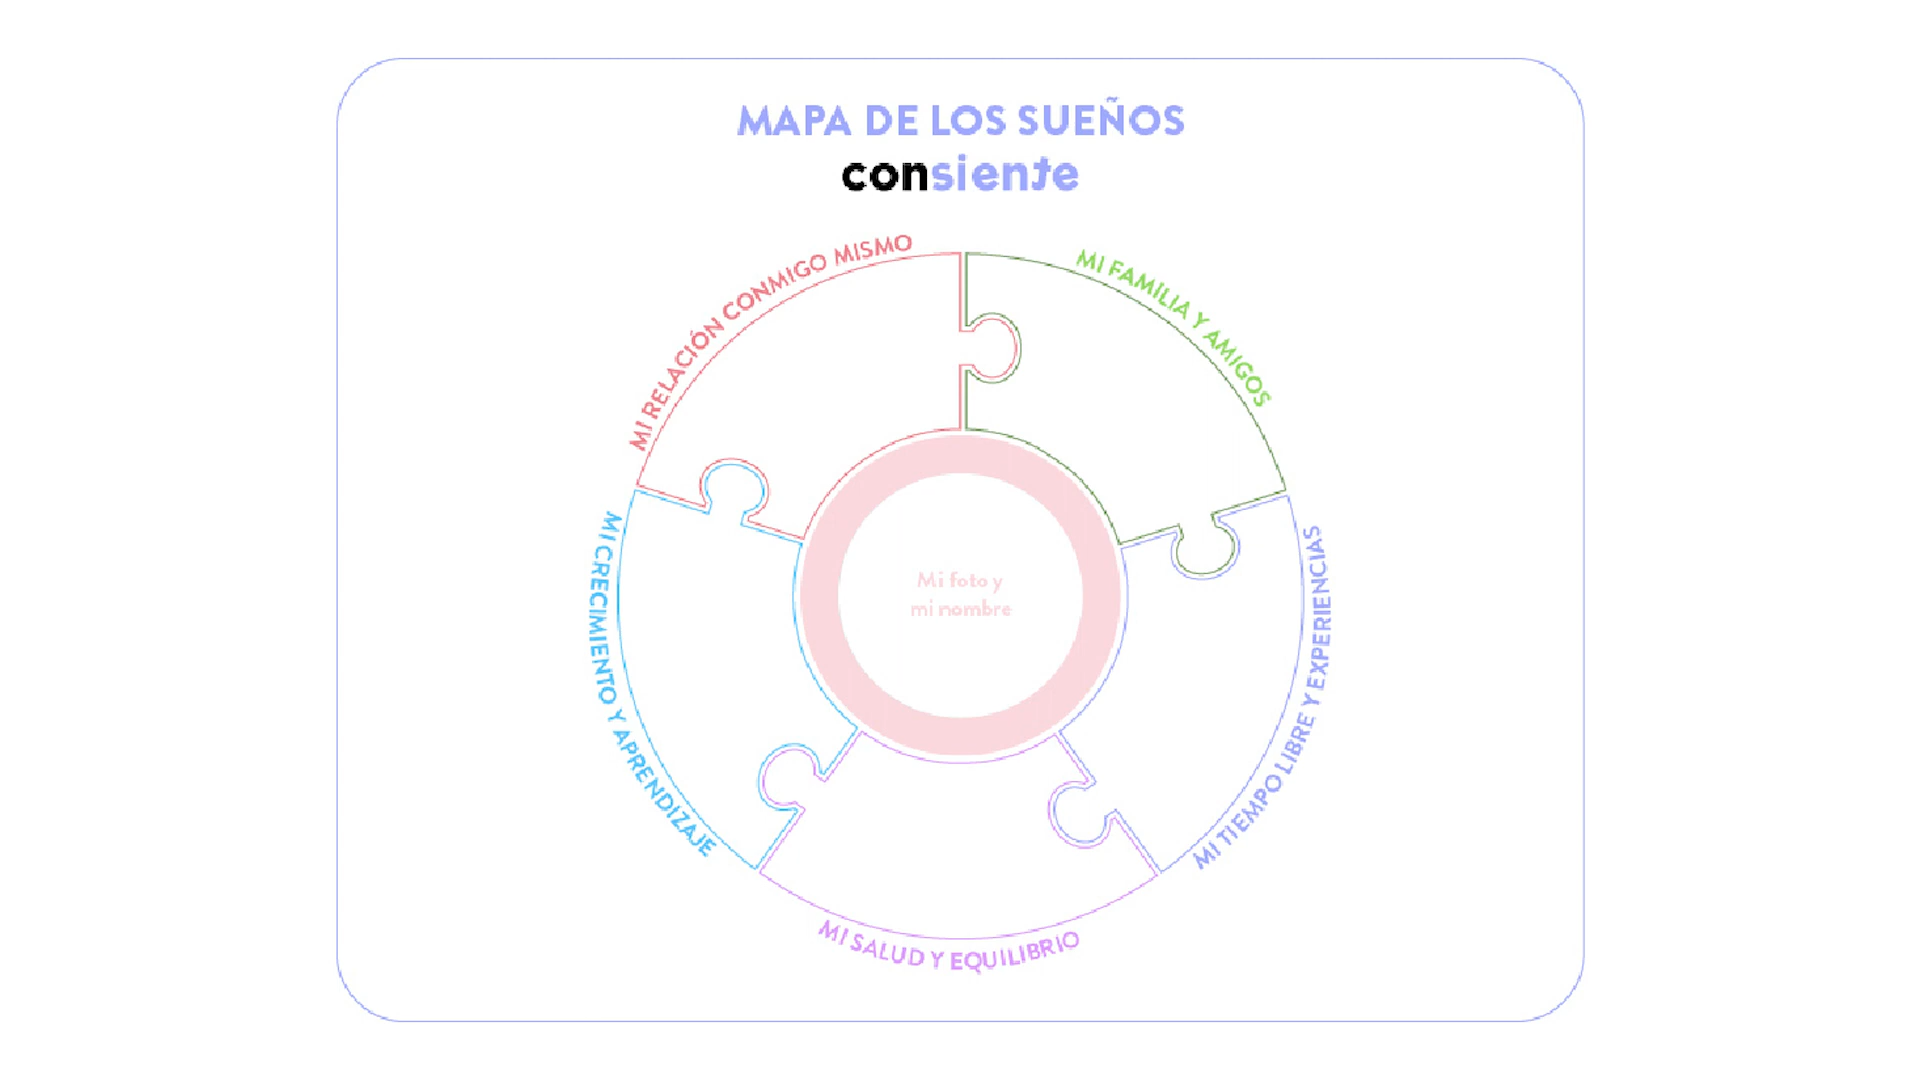 MAPA DE LOS SUEÑOS
consiente
MI RELACIÓN CONMIGO MISMO
MI FAMILIA Y AMIGOS
MI CRECIMIENTO Y APRENDIZAJE
Mi foto y
mi nombre
MI TIEMPO LIBRE Y EXPERIENCIAS
MI SALUD Y EQUILIBRIO